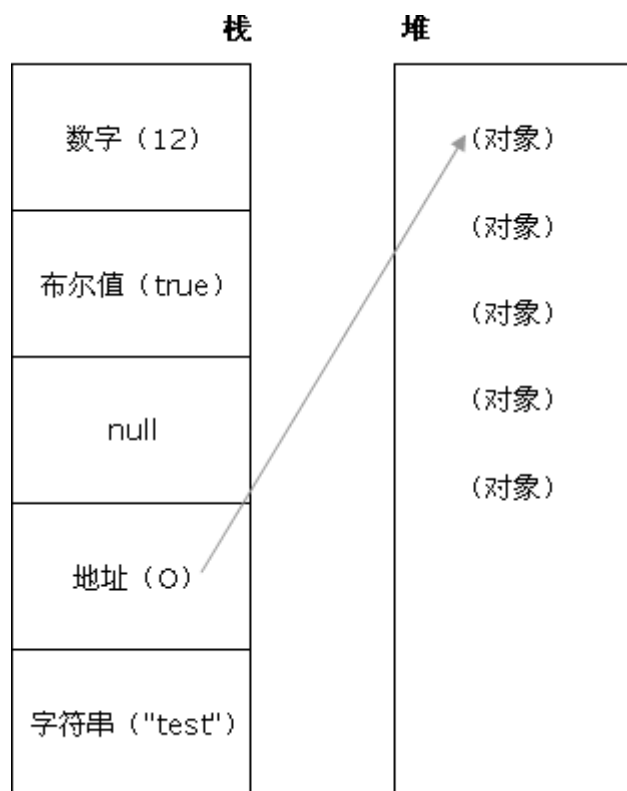 栈
堆
数字（12）
布尔值（true）
null
地址（O）
字符串（"test"）
(对象)
(对象)
(对象)
(对象)
(对象)